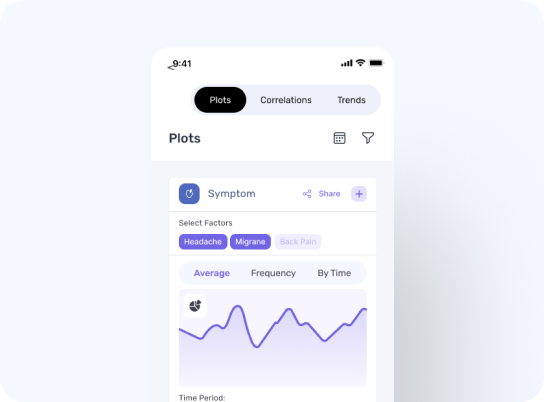 9:41
Plots Correlations Trends
Plots
Symptom Share +
Select Factors
Headache Migrane Back Pain
Average Frequency By Time
Time Period: